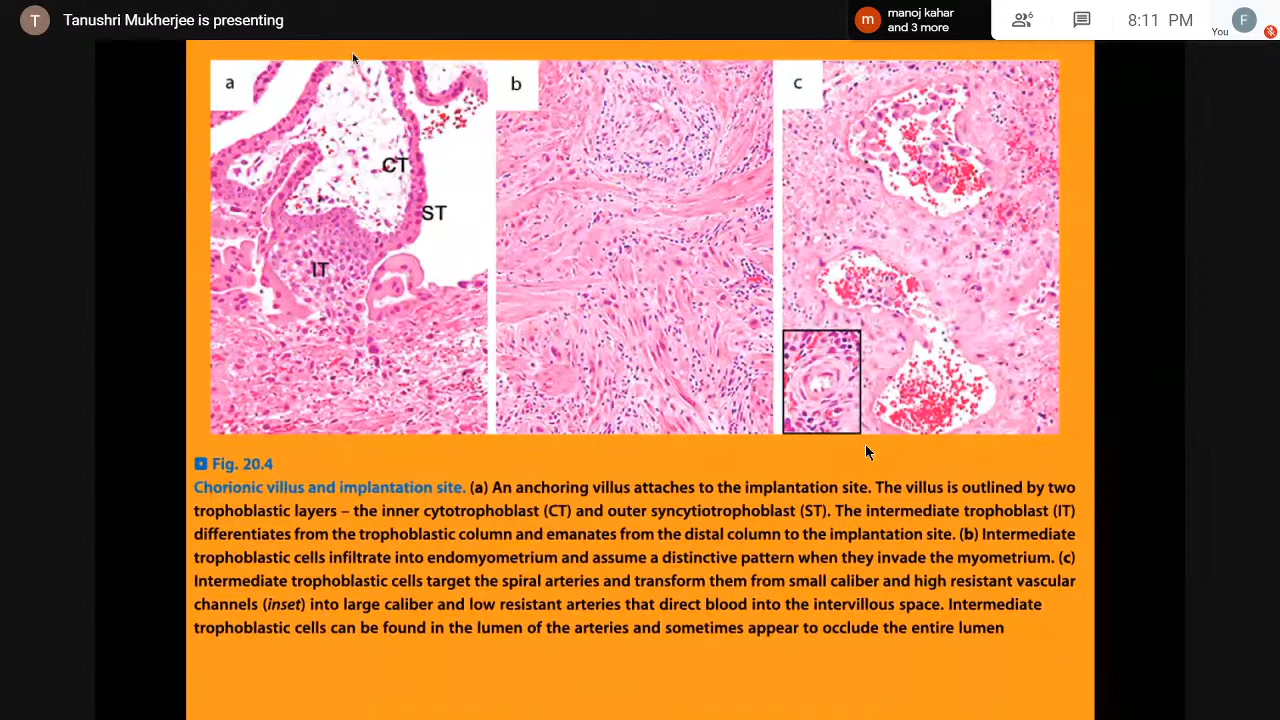 T
Tanushri Mukherjee is presenting
m
manoj kahar
and 3 more
6
8:11 PM
You
F
a
b
c
CT
ST
IT
Fig. 20.4
Chorionic villus and implantation site. (a) An anchoring villus attaches to the implantation site. The villus is outlined by two
trophoblastic layers – the inner cytotrophoblast (CT) and outer syncytiotrophoblast (ST). The intermediate trophoblast (IT)
differentiates from the trophoblastic column and emanates from the distal column to the implantation site. (b) Intermediate
trophoblastic cells infiltrate into endomyometrium and assume a distinctive pattern when they invade the myometrium. (c)
Intermediate trophoblastic cells target the spiral arteries and transform them from small caliber and high resistant vascular
channels (inset) into large caliber and low resistant arteries that direct blood into the intervillous space. Intermediate
trophoblastic cells can be found in the lumen of the arteries and sometimes appear to occlude the entire lumen